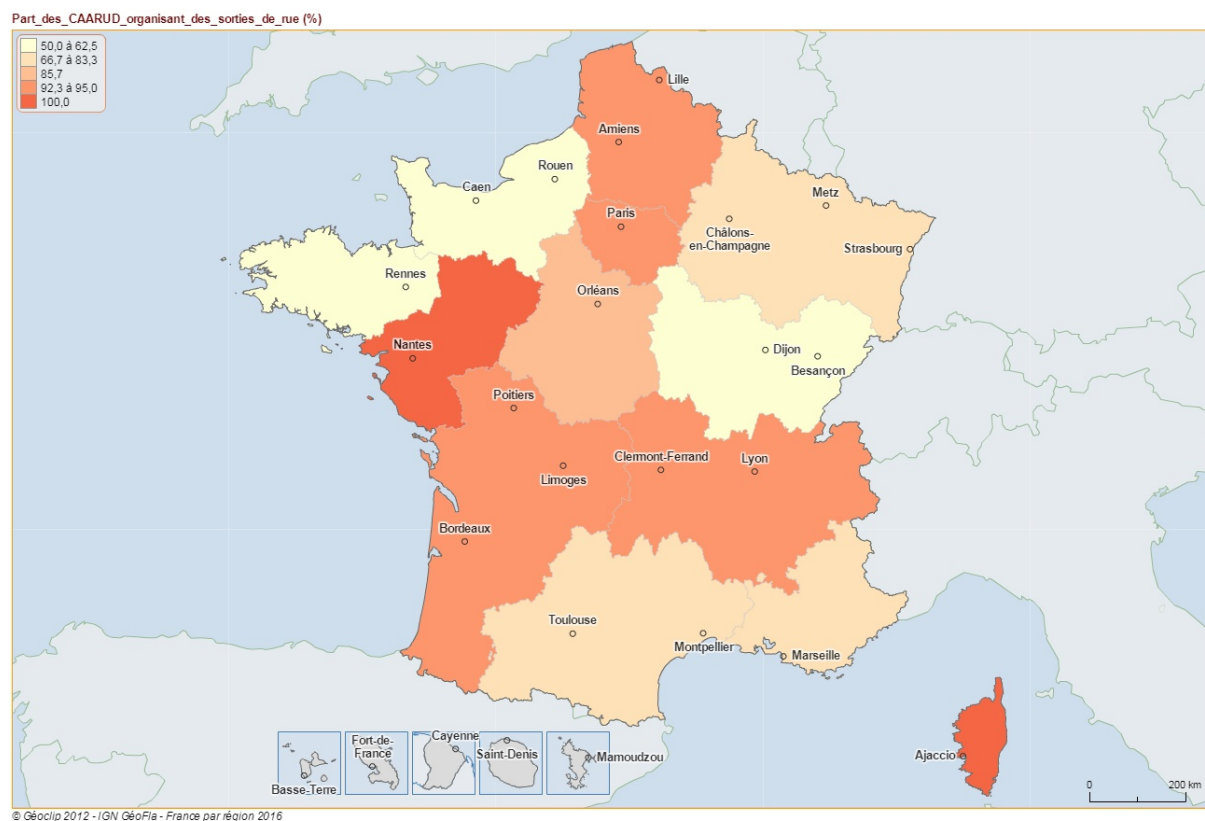 Part_des_CAARUD_organisant_des_sorties_de_rue (%)
50,0 à 62,5
66,7 à 83,3
85,7
92,3 à 95,0
100,0
Lille
Amiens
Rouen
Caen
Metz
Paris
Châlons-
en-Champagne
Strasbourg
Rennes
Orléans
Nantes
Dijon
Besançon
Poitiers
Clermont-Ferrand
Lyon
Limoges
Bordeaux
Toulouse
Montpellier
Marseille
Ajaccio
Basse-Terre
Fort-de-
France
Cayenne
Saint-Denis
Mamoudzou
0
200 km
© Géoclip 2012 - IGN GéoFla - France par région 2016